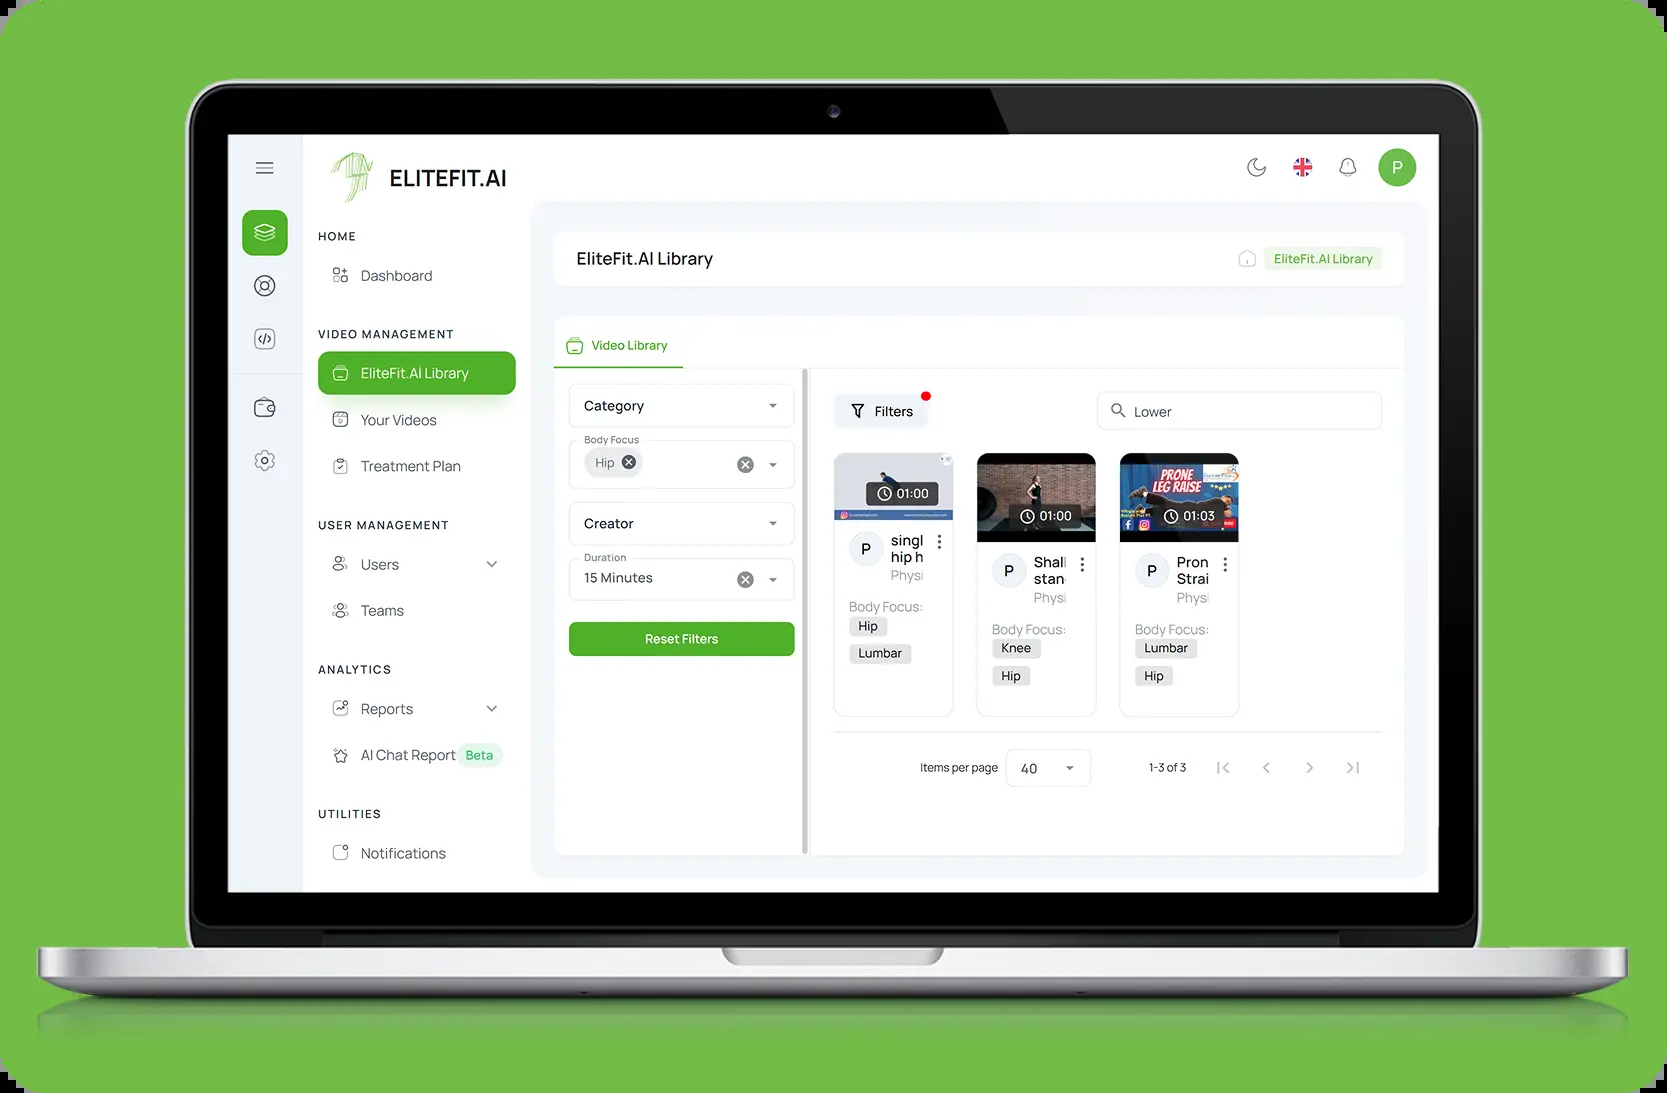 ELITEFIT.AI
P
HOME
Dashboard
VIDEO MANAGEMENT
EliteFit.AI Library
Your Videos
Treatment Plan
USER MANAGEMENT
Users
Teams
ANALYTICS
Reports
AI Chat Report Beta
UTILITIES
Notifications
EliteFit.AI Library
EliteFit.AI Library
Video Library
Category
Body Focus
Hip
Creator
Duration
15 Minutes
Reset Filters
Filters
Lower
01:00
P
singl
hip h
Physi
Body Focus:
Hip
Lumbar
01:00
P
Shall
stan
Physi
Body Focus:
Knee
Hip
PRONE
LEG RAISE
01:03
P
Pron
Strai
Physi
Body Focus:
Lumbar
Hip
Items per page 40 1-3 of 3